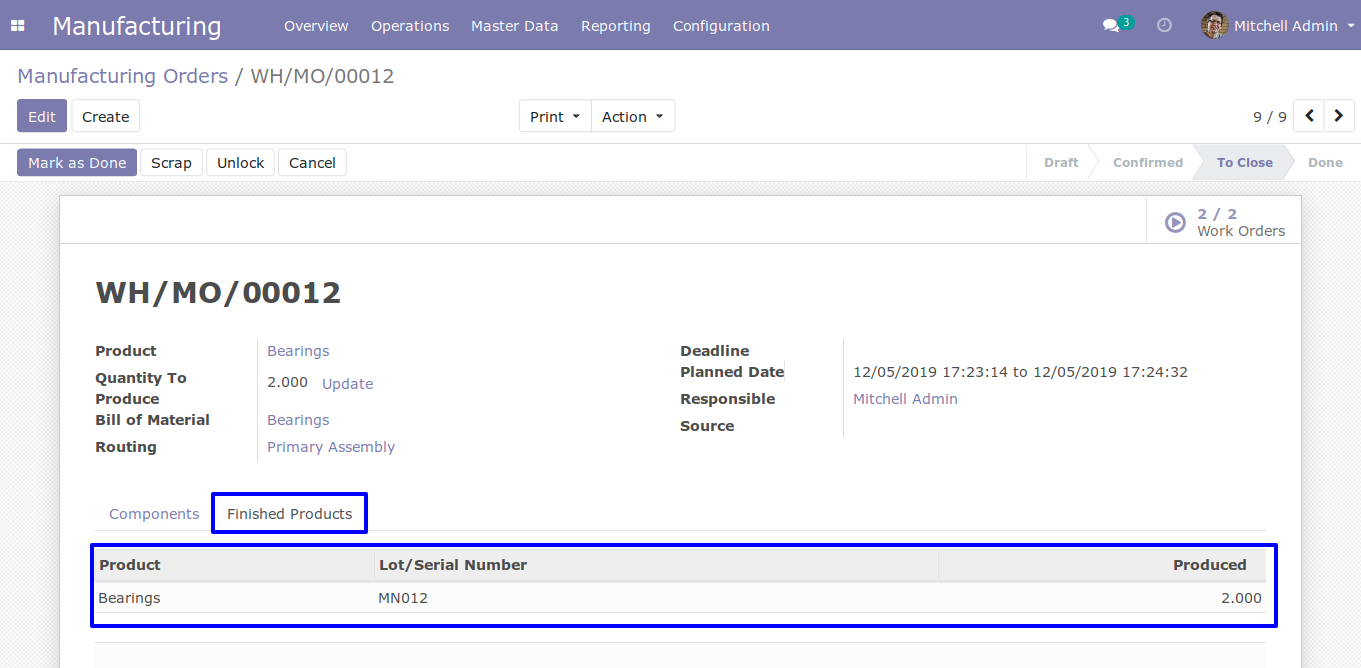 Manufacturing Overview Operations Master Data Reporting Configuration 3 Mitchell Admin
Manufacturing Orders / WH/MO/00012
Edit Create Print Action 9 / 9
Mark as Done Scrap Unlock Cancel Draft Confirmed To Close Done
2 / 2
Work Orders
WH/MO/00012
Product Bearings
Quantity To
Produce 2.000 Update
Bill of Material Bearings
Routing Primary Assembly
Deadline
Planned Date 12/05/2019 17:23:14 to 12/05/2019 17:24:32
Responsible Mitchell Admin
Source
Components Finished Products
Product Lot/Serial Number Produced
Bearings MN012 2.000